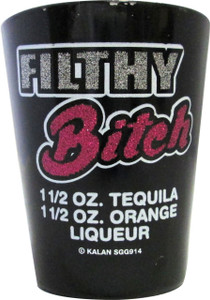 FILTHY
Bitch
1 1/2 OZ. TEQUILA
1 1/2 OZ. ORANGE
LIQUEUR
© KALAN SGG914